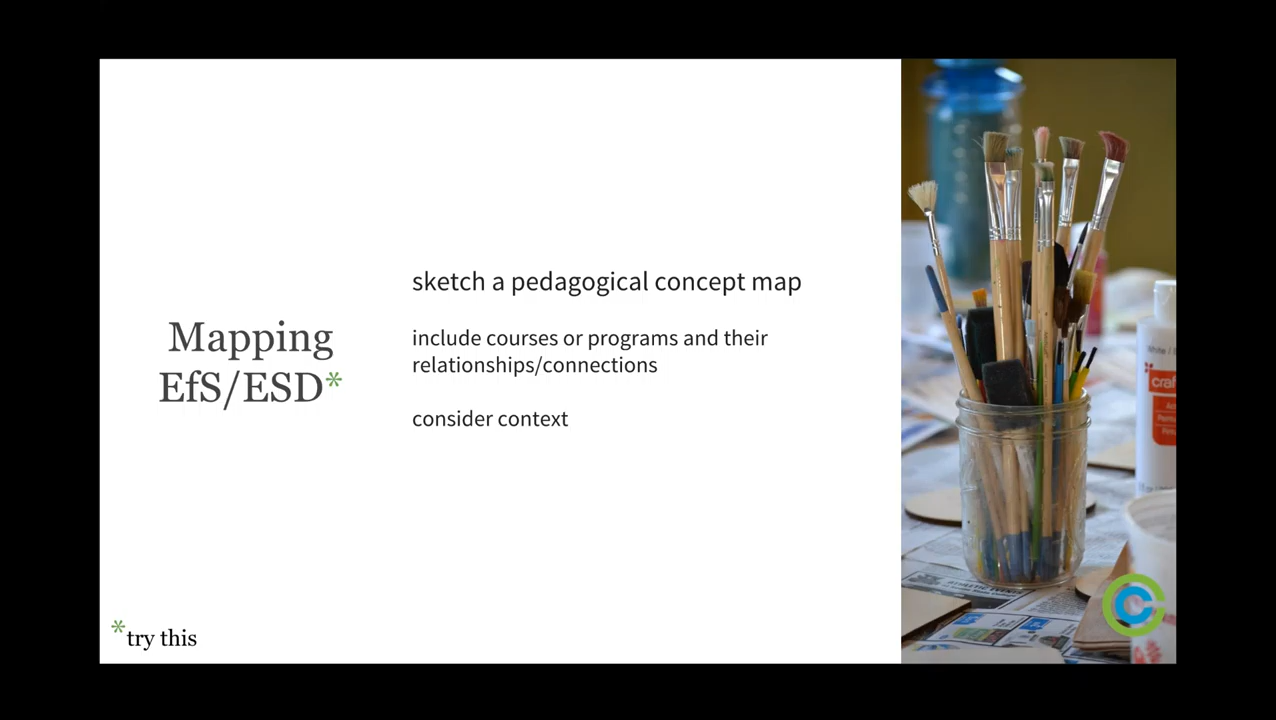 Mapping
EfS/ESD*
sketch a pedagogical concept map
include courses or programs and their
relationships/connections
consider context
*try this